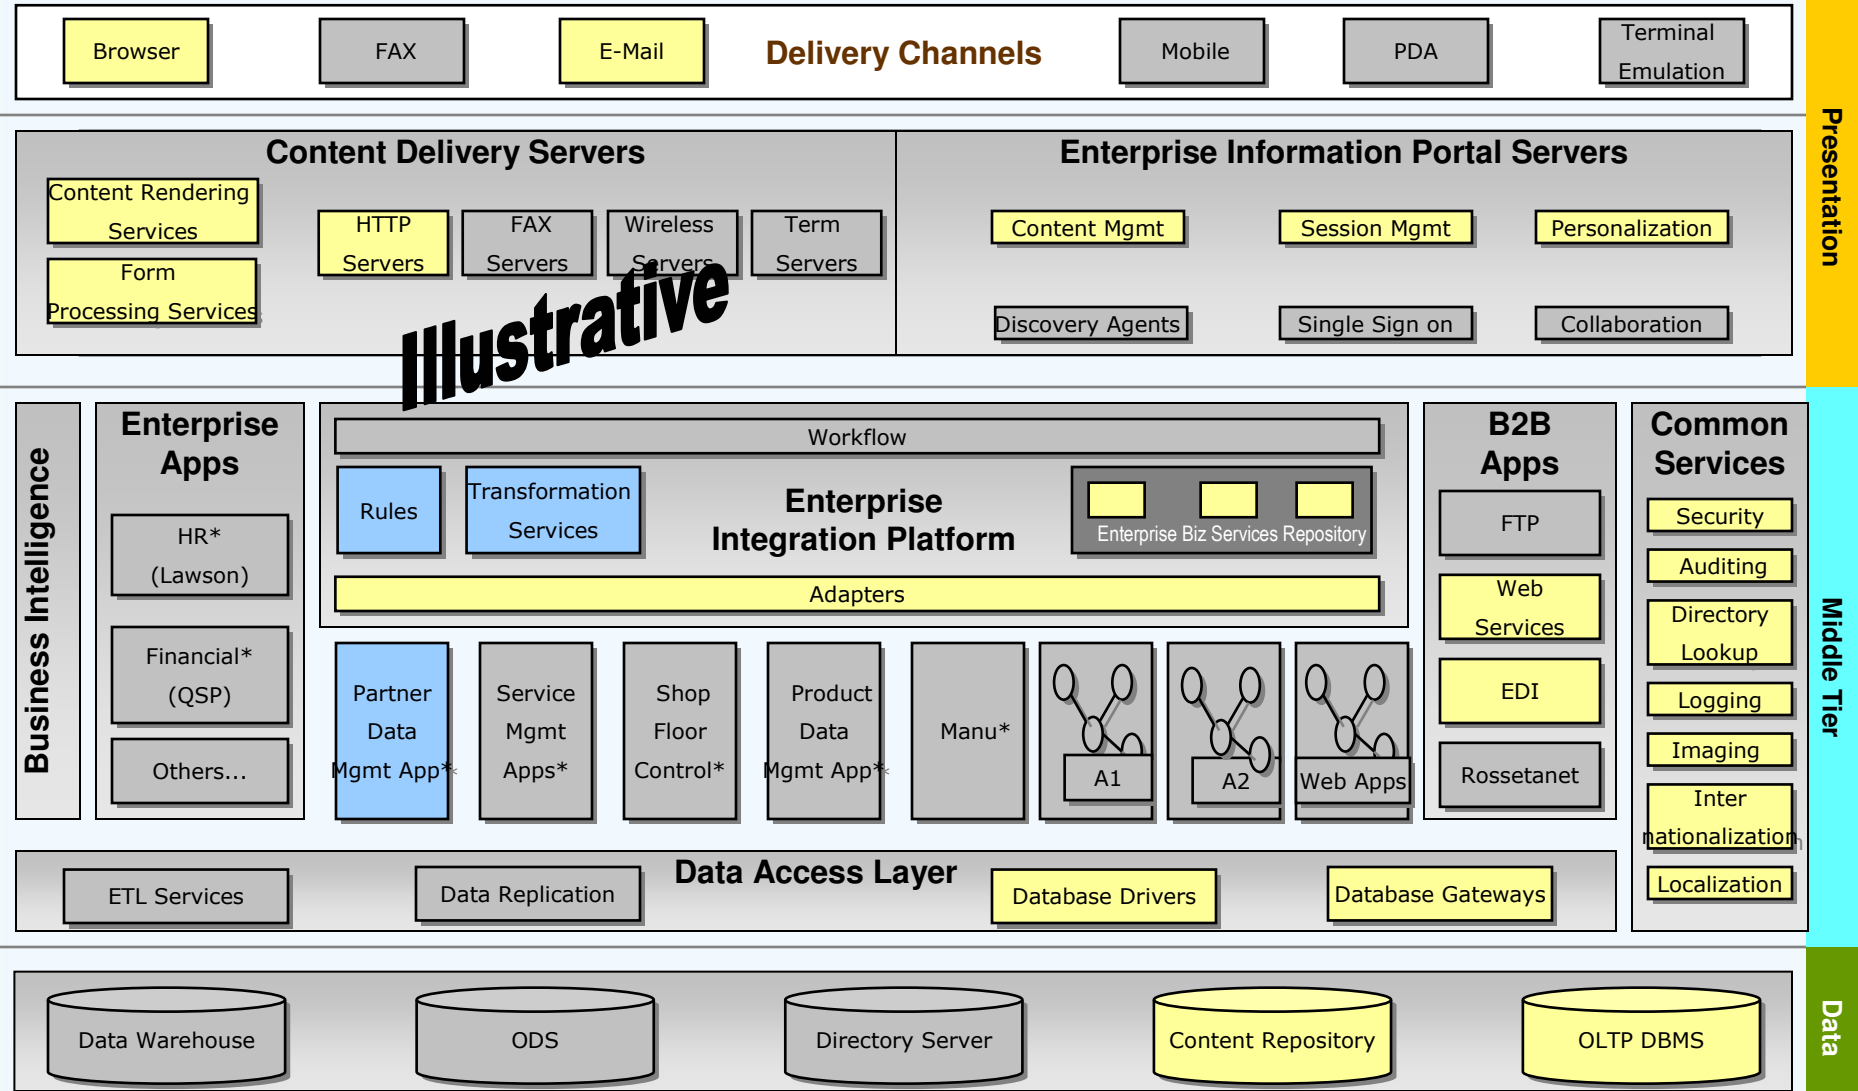 Browser
FAX
E-Mail
Delivery Channels
Mobile
PDA
Terminal
Emulation
Presentation
Content Delivery Servers
Content Rendering
Services
Form
Processing Services
HTTP
Servers
FAX
Servers
Wireless
Servers
Term
Servers
Illustrative
Enterprise Information Portal Servers
Content Mgmt
Session Mgmt
Personalization
Discovery Agents
Single Sign on
Collaboration
Business Intelligence
Enterprise
Apps
HR*
(Lawson)
Financial*
(QSP)
Others...
Workflow
Rules
Transformation
Services
Enterprise
Integration Platform
Enterprise Biz Services Repository
Adapters
Partner
Data
Mgmt App*
Service
Mgmt
Apps*
Shop
Floor
Control*
Product
Data
Mgmt App*
Manu*
A1
A2
Web Apps
B2B
Apps
FTP
Web
Services
EDI
Rossetanet
Common
Services
Security
Auditing
Directory
Lookup
Logging
Imaging
Inter
nationalization
Localization
Middle Tier
Data Access Layer
ETL Services
Data Replication
Database Drivers
Database Gateways
Data Warehouse
ODS
Directory Server
Content Repository
OLTP DBMS
Data